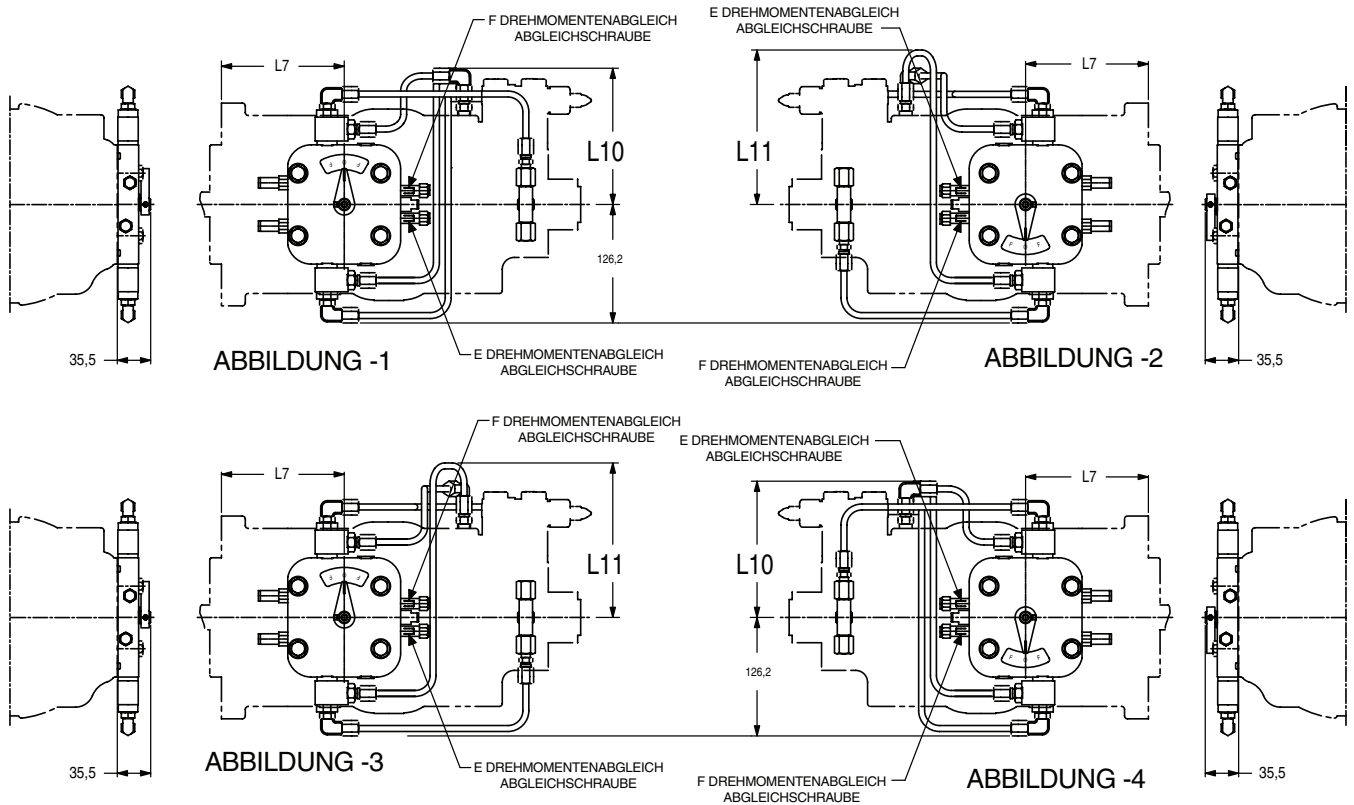 F DREHMOMENTENABGLEICH
ABGLEICHSCHRAUBE
E DREHMOMENTENABGLEICH
ABGLEICHSCHRAUBE
L7
L7
L10
L11
F O F
F O F
126,2
35,5
ABBILDUNG -1
E DREHMOMENTENABGLEICH
ABGLEICHSCHRAUBE
F DREHMOMENTENABGLEICH
ABGLEICHSCHRAUBE
ABBILDUNG -2
35,5
F DREHMOMENTENABGLEICH
ABGLEICHSCHRAUBE
E DREHMOMENTENABGLEICH
ABGLEICHSCHRAUBE
L7
L7
L11
L10
F O F
F O F
126,2
35,5
ABBILDUNG -3
E DREHMOMENTENABGLEICH
ABGLEICHSCHRAUBE
F DREHMOMENTENABGLEICH
ABGLEICHSCHRAUBE
ABBILDUNG -4
35,5